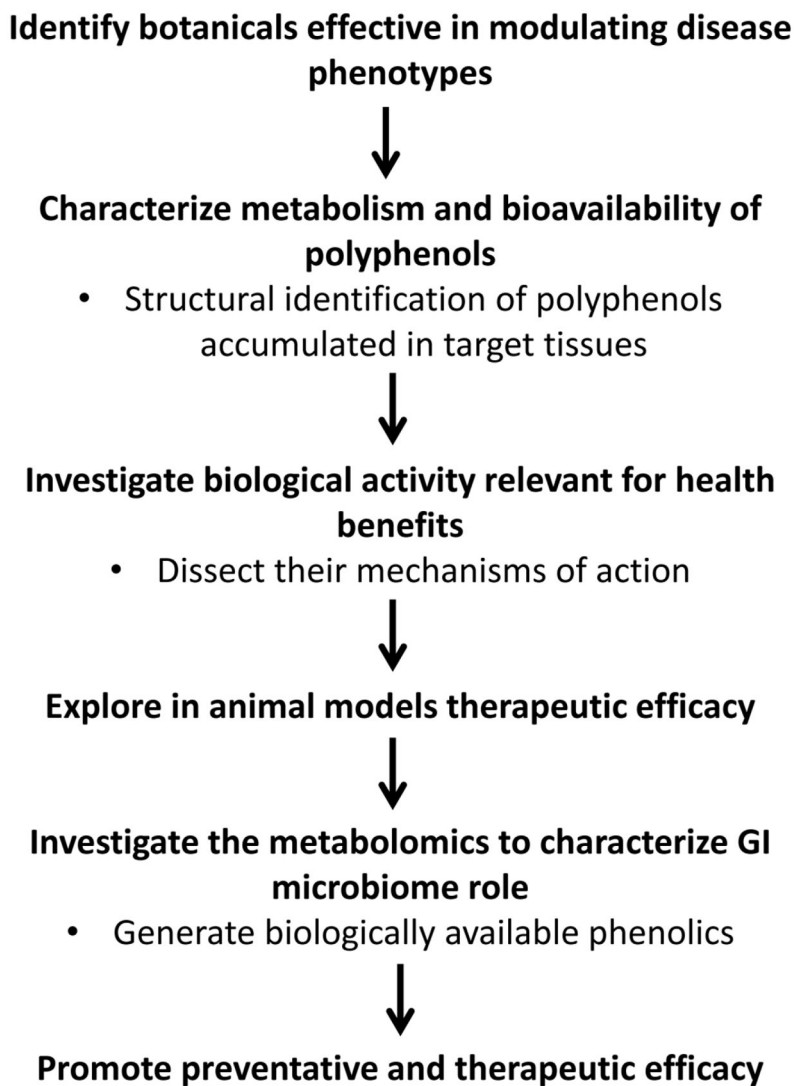 Identify botanicals effective in modulating disease
phenotypes
Characterize metabolism and bioavailability of
polyphenols
• Structural identification of polyphenols
accumulated in target tissues
Investigate biological activity relevant for health
benefits
• Dissect their mechanisms of action
Explore in animal models therapeutic efficacy
Investigate the metabolomics to characterize GI
microbiome role
• Generate biologically available phenolics
Promote preventative and therapeutic efficacy